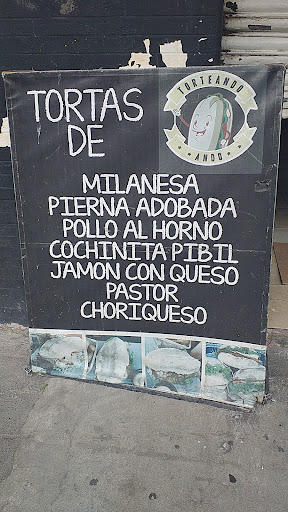 TORTAS
DE
TORTEANDO
ANDO
MILANESA
PIERNA ADOBADA
POLLO AL HORNO
COCHINITA PIBIL
JAMON CON QUESO
PASTOR
CHORIQUESO